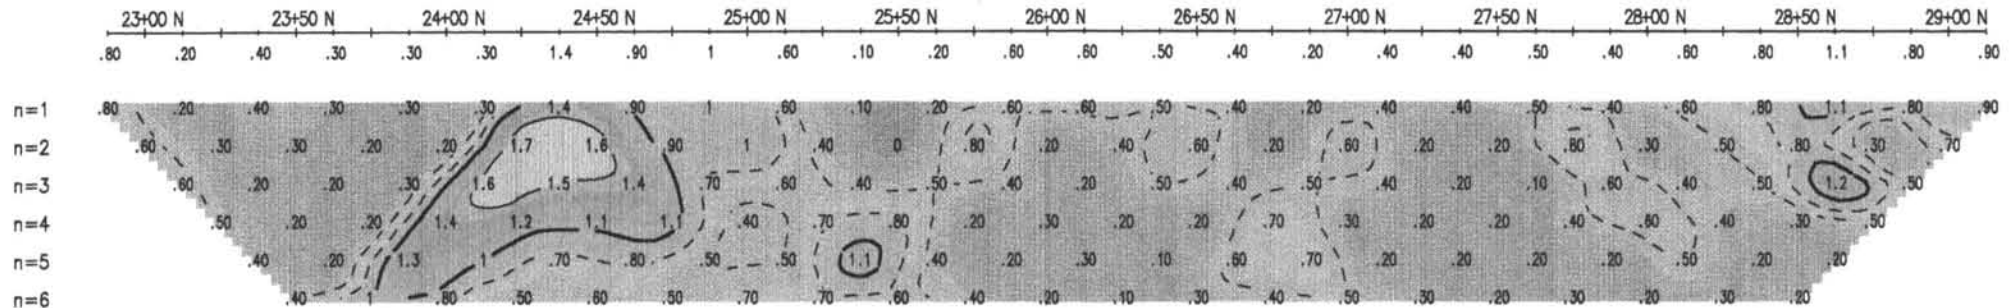 23+00 N 23+50 N 24+00 N 24+50 N 25+00 N 25+50 N 26+00 N 26+50 N 27+00 N 27+50 N 28+00 N 28+50 N 29+00 N
.80 .20 .40 .30 .30 .30 1.4 .90 1 .60 .10 .20 .60 .60 .50 .40 .20 .40 .40 .50 .40 .60 .80 1.1 .80 .90
n=1 .80 .20 .40 .30 .30 .30 1.4 .90 1 .60 .10 .20 .60 .60 .50 .40 .20 .40 .40 .50 .40 .60 .80 1.1 .80 .90
n=2 .60 .30 .30 .20 .20 1.7 1.6 .90 1 .40 0 .80 .20 .40 .60 .20 .60 .40 .20 .80 .30 .50 .80 .30 .70
n=3 .60 .20 .20 .30 1.6 1.5 1.4 .70 .60 .40 .50 .40 .20 .50 .40 .50 .40 .20 .10 .60 .40 .50 1.2 .50
n=4 .50 .20 .20 1.4 1.2 1.1 1.1 .40 .70 .80 .20 .30 .20 .20 .70 .30 .20 .20 .40 .60 .40 .30 .50
n=5 .40 .20 1.3 1 .70 .80 .50 .50 1.1 .40 .20 .30 .10 .60 .70 .20 .20 .20 .20 .50 .20 .20 .20
n=6 .40 1 .80 .50 .60 .50 .70 .70 .60 .40 .20 .10 .30 .40 .50 .20 .10 .30 .20 .30 .20